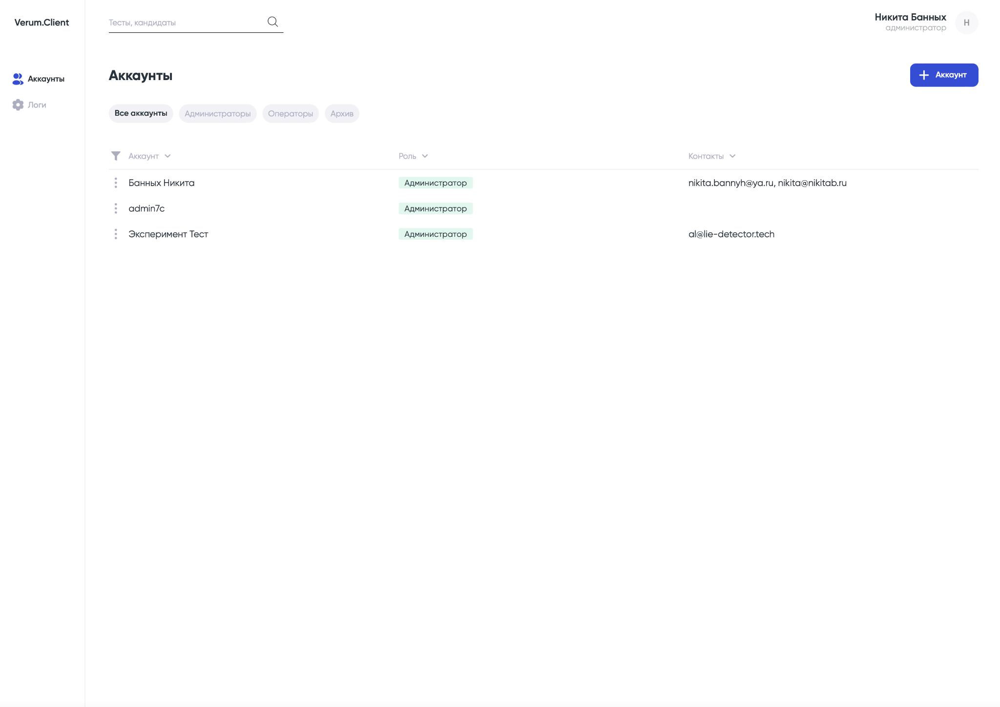 Verum.Client
Тесты, кандидаты
Никита Банных
администратор
Н
Аккаунты
Логи
Аккаунты
Аккаунт
Все аккаунты
Администраторы
Операторы
Архив
Аккаунт
Роль
Контакты
Банных Никита
Администратор
nikita.bannyh@ya.ru, nikita@nikitab.ru
admin7c
Администратор
Эксперимент Тест
Администратор
al@lie-detector.tech